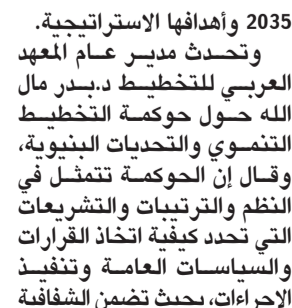 2035 وأهدافها الاستراتيجية.
وتحدث مدير عام المعهد
العربي للتخطيط د.بدر مال
الله حول حوكمة التخطيط
التنموي والتحديات البنيوية،
وقال إن الحوكمة تتمثل في
النظم والترتيبات والتشريعات
التي تحدد كيفية اتخاذ القرارات
والسياسات العامة وتنفيذ
الإجراءات، بحيث تضمن الشفافية